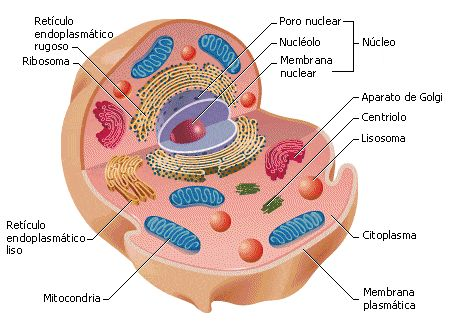 Retículo
endoplasmático
rugoso
Ribosoma
Poro nuclear
Nucléolo
Membrana
nuclear
Núcleo
Aparato de Golgi
Centriolo
Lisosoma
Retículo
endoplasmático
liso
Mitocondria
Citoplasma
Membrana
plasmática